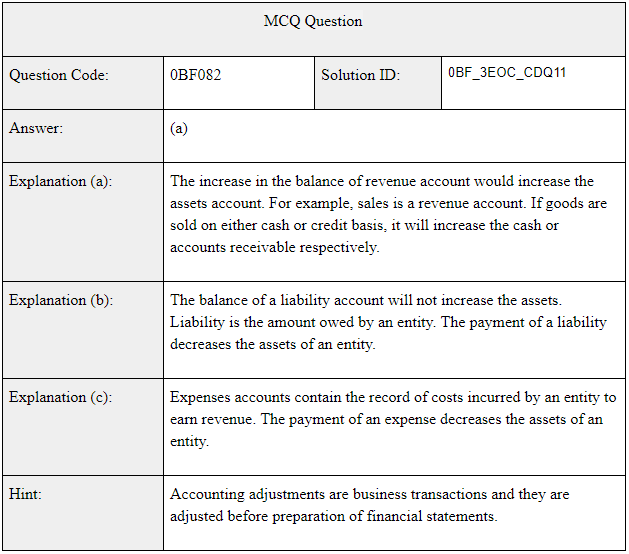 MCQ Question
Question Code: 0BF082 Solution ID: 0BF_3EOC_CDQ11
Answer: (a)
Explanation (a): The increase in the balance of revenue account would increase the
assets account. For example, sales is a revenue account. If goods are
sold on either cash or credit basis, it will increase the cash or
accounts receivable respectively.
Explanation (b): The balance of a liability account will not increase the assets.
Liability is the amount owed by an entity. The payment of a liability
decreases the assets of an entity.
Explanation (c): Expenses accounts contain the record of costs incurred by an entity to
earn revenue. The payment of an expense decreases the assets of an
entity.
Hint: Accounting adjustments are business transactions and they are
adjusted before preparation of financial statements.